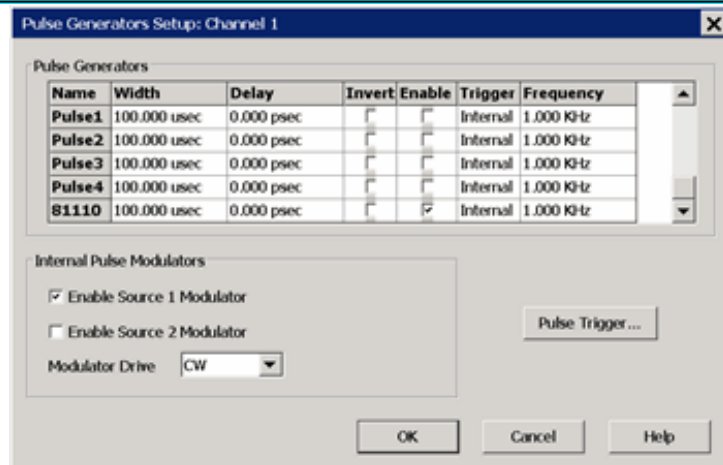 Pulse Generators Setup: Channel 1
Pulse Generators
Name Width Delay Invert Enable Trigger Frequency
Pulse1 100.000 usec 0.000 psec Internal 1.000 KHz
Pulse2 100.000 usec 0.000 psec Internal 1.000 KHz
Pulse3 100.000 usec 0.000 psec Internal 1.000 KHz
Pulse4 100.000 usec 0.000 psec Internal 1.000 KHz
81110 100.000 usec 0.000 psec Internal 1.000 KHz
Internal Pulse Modulators
Enable Source 1 Modulator
Enable Source 2 Modulator
Pulse Trigger...
Modulator Drive CW
OK Cancel Help